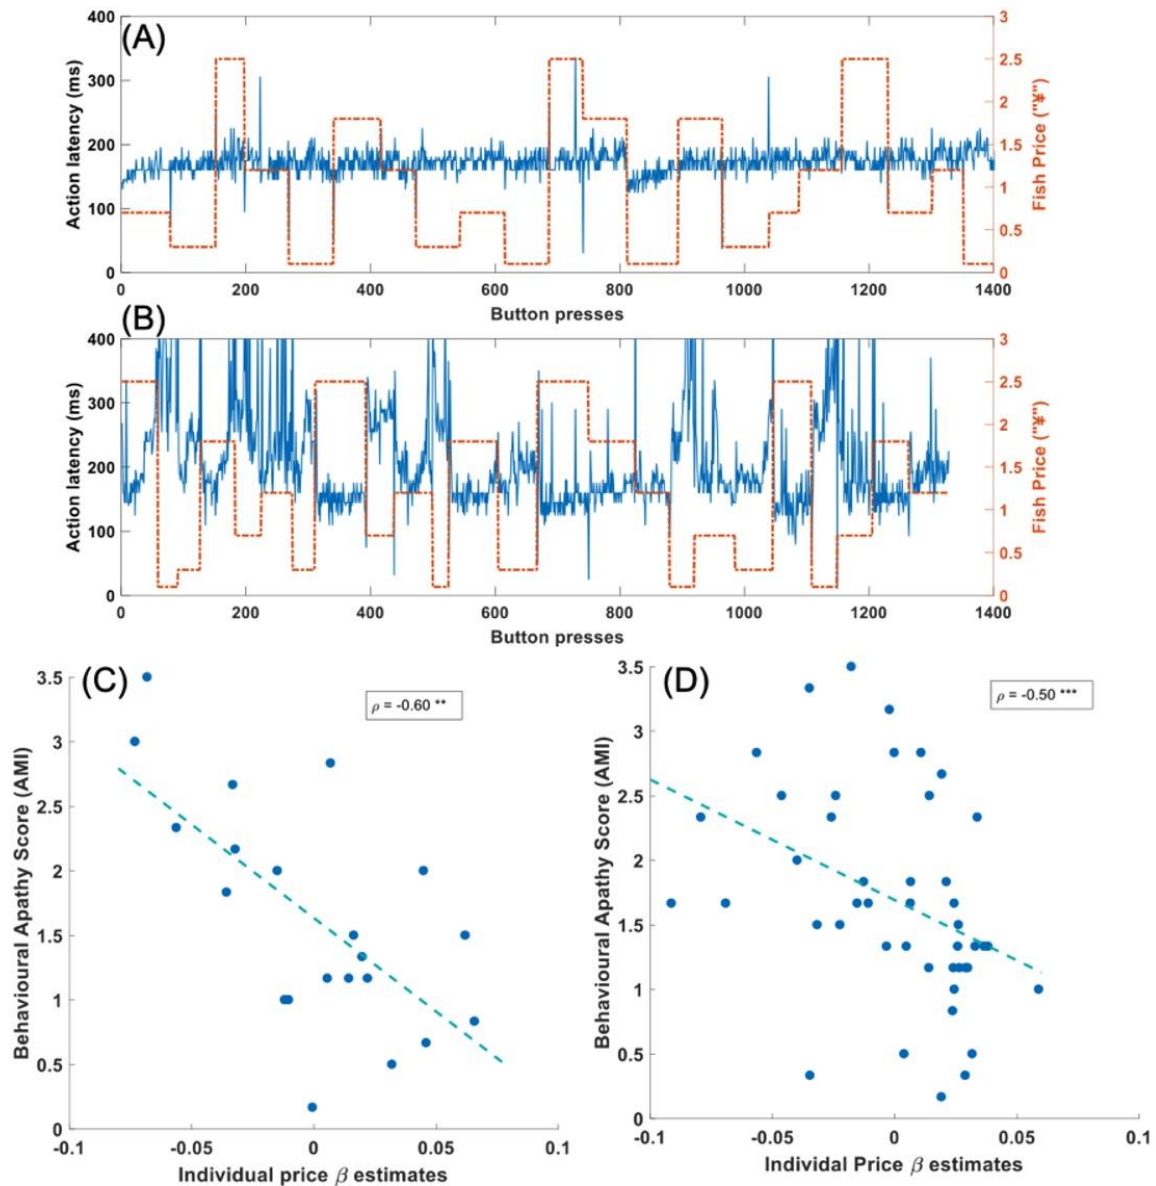 (A)
400
300
200
100
0
Action latency (ms)
3
2.5
2
1.5
1
0.5
0
Fish Price ("¥")
0 200 400 600 800 1000 1200 1400
Button presses
(B)
400
300
200
100
0
Action latency (ms)
3
2.5
2
1.5
1
0.5
0
Fish Price ("¥")
0 200 400 600 800 1000 1200 1400
Button presses
(C)
ρ = -0.60 **
3.5
3
2.5
2
1.5
1
0.5
0
Behavioural Apathy Score (AMI)
-0.1 -0.05 0 0.05 0.1
Individual price β estimates
(D)
ρ = -0.50 ***
3.5
3
2.5
2
1.5
1
0.5
0
Behavioural Apathy Score (AMI)
-0.1 -0.05 0 0.05 0.1
Individal Price β estimates